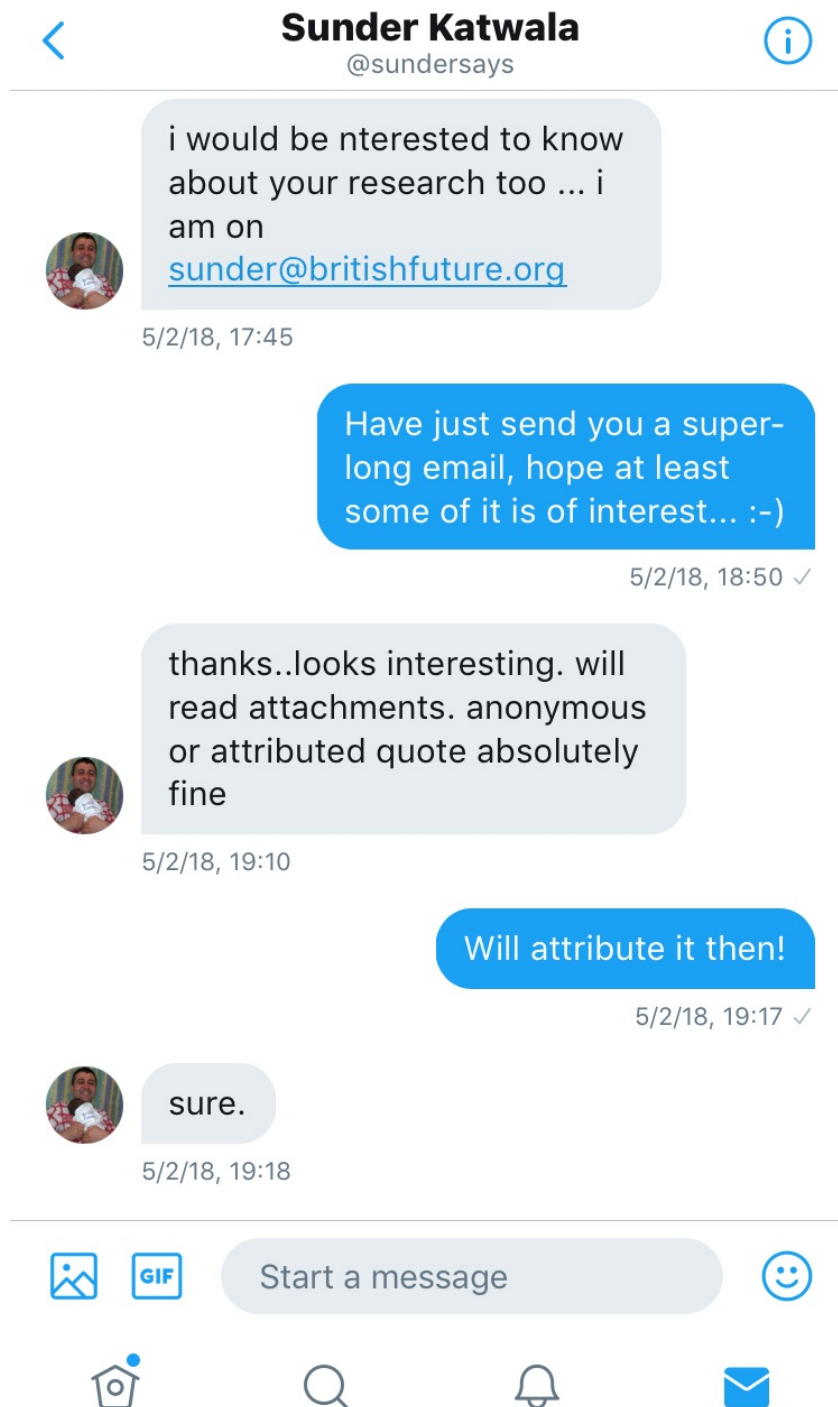 Sunder Katwala
@sundersays
i would be nterested to know
about your research too ... i
am on
sunder@britishfuture.org
5/2/18, 17:45
Have just send you a super-
long email, hope at least
some of it is of interest... :-)
5/2/18, 18:50
thanks..looks interesting. will
read attachments. anonymous
or attributed quote absolutely
fine
5/2/18, 19:10
Will attribute it then!
5/2/18, 19:17
sure.
5/2/18, 19:18
GIF
Start a message